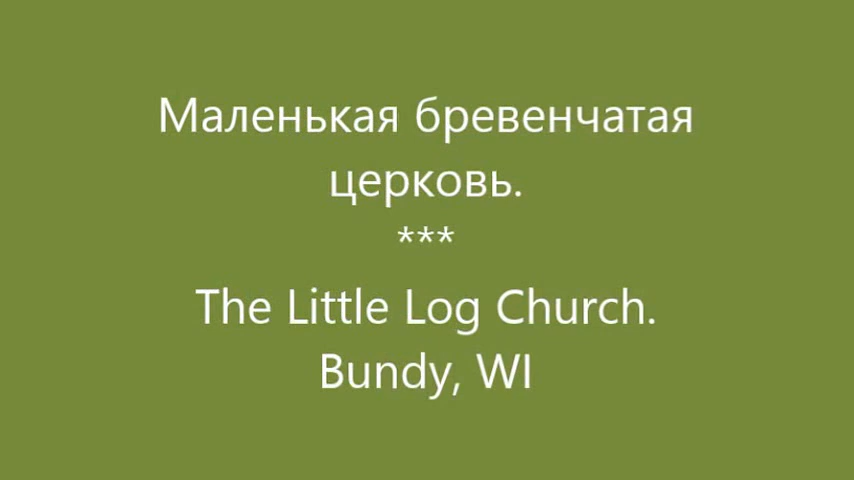 Маленькая бревенчатая
церковь.
***
The Little Log Church.
Bundy, WI